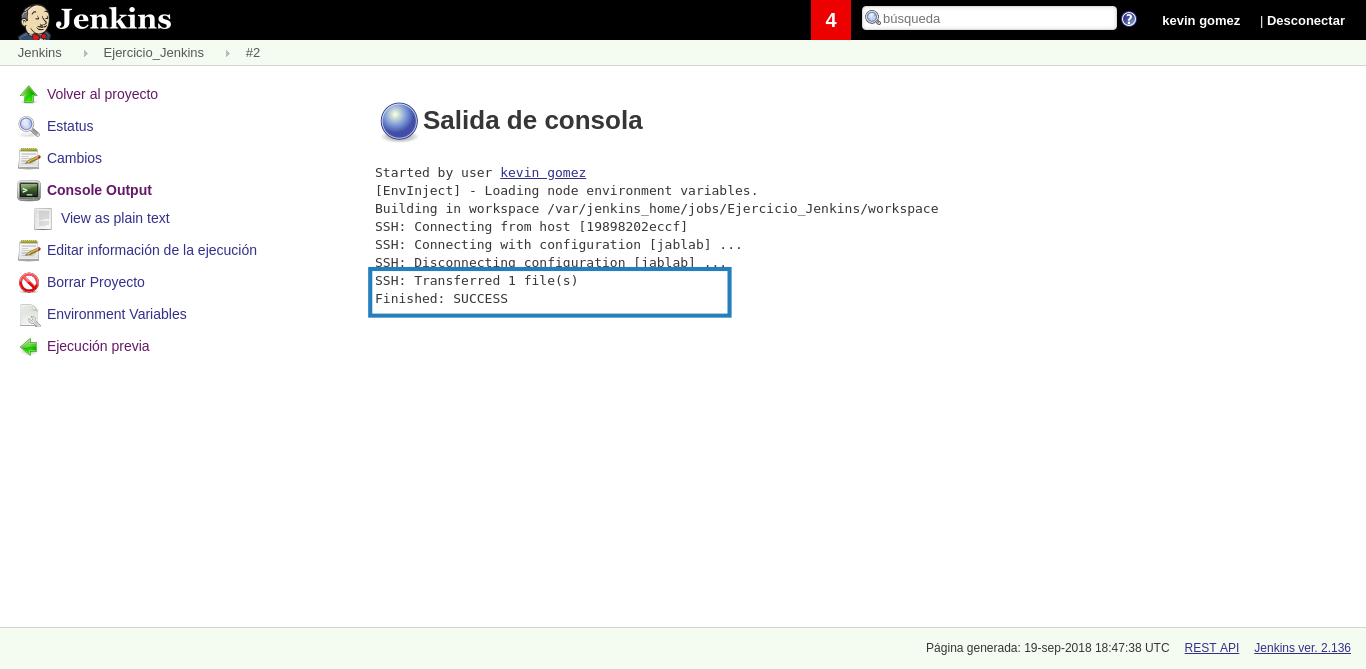 Jenkins
4
búsqueda
?
kevin gomez
| Desconectar
Jenkins
Ejercicio_Jenkins
#2
Volver al proyecto
Estatus
Cambios
Console Output
View as plain text
Editar información de la ejecución
Borrar Proyecto
Environment Variables
Ejecución previa
Salida de consola
Started by user kevin gomez
[EnvInject] - Loading node environment variables.
Building in workspace /var/jenkins_home/jobs/Ejercicio_Jenkins/workspace
SSH: Connecting from host [19898202eccf]
SSH: Connecting with configuration [jablab] ...
SSH: Disconnecting configuration [jablab] ...
SSH: Transferred 1 file(s)
Finished: SUCCESS
Página generada: 19-sep-2018 18:47:38 UTC
REST API
Jenkins ver. 2.136